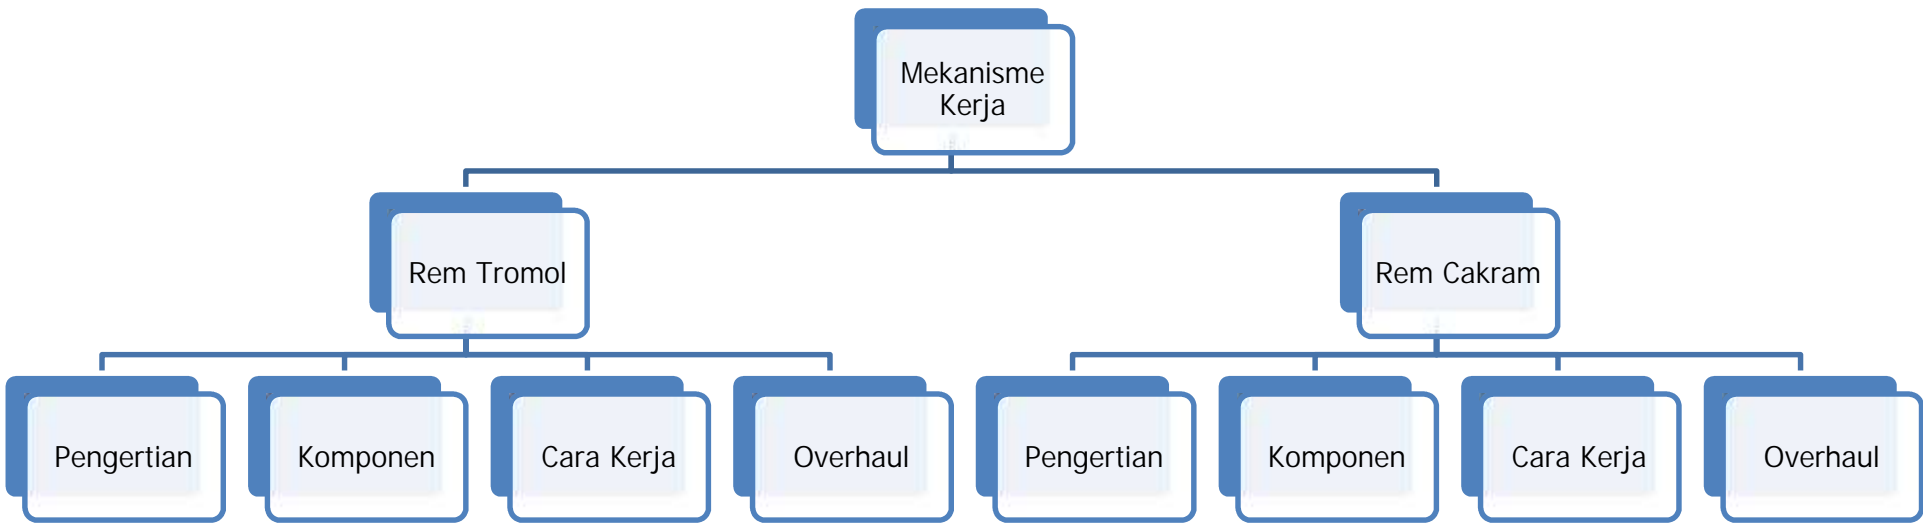 Mekanisme
Kerja
Rem Tromol
Rem Cakram
Pengertian
Komponen
Cara Kerja
Overhaul
Pengertian
Komponen
Cara Kerja
Overhaul